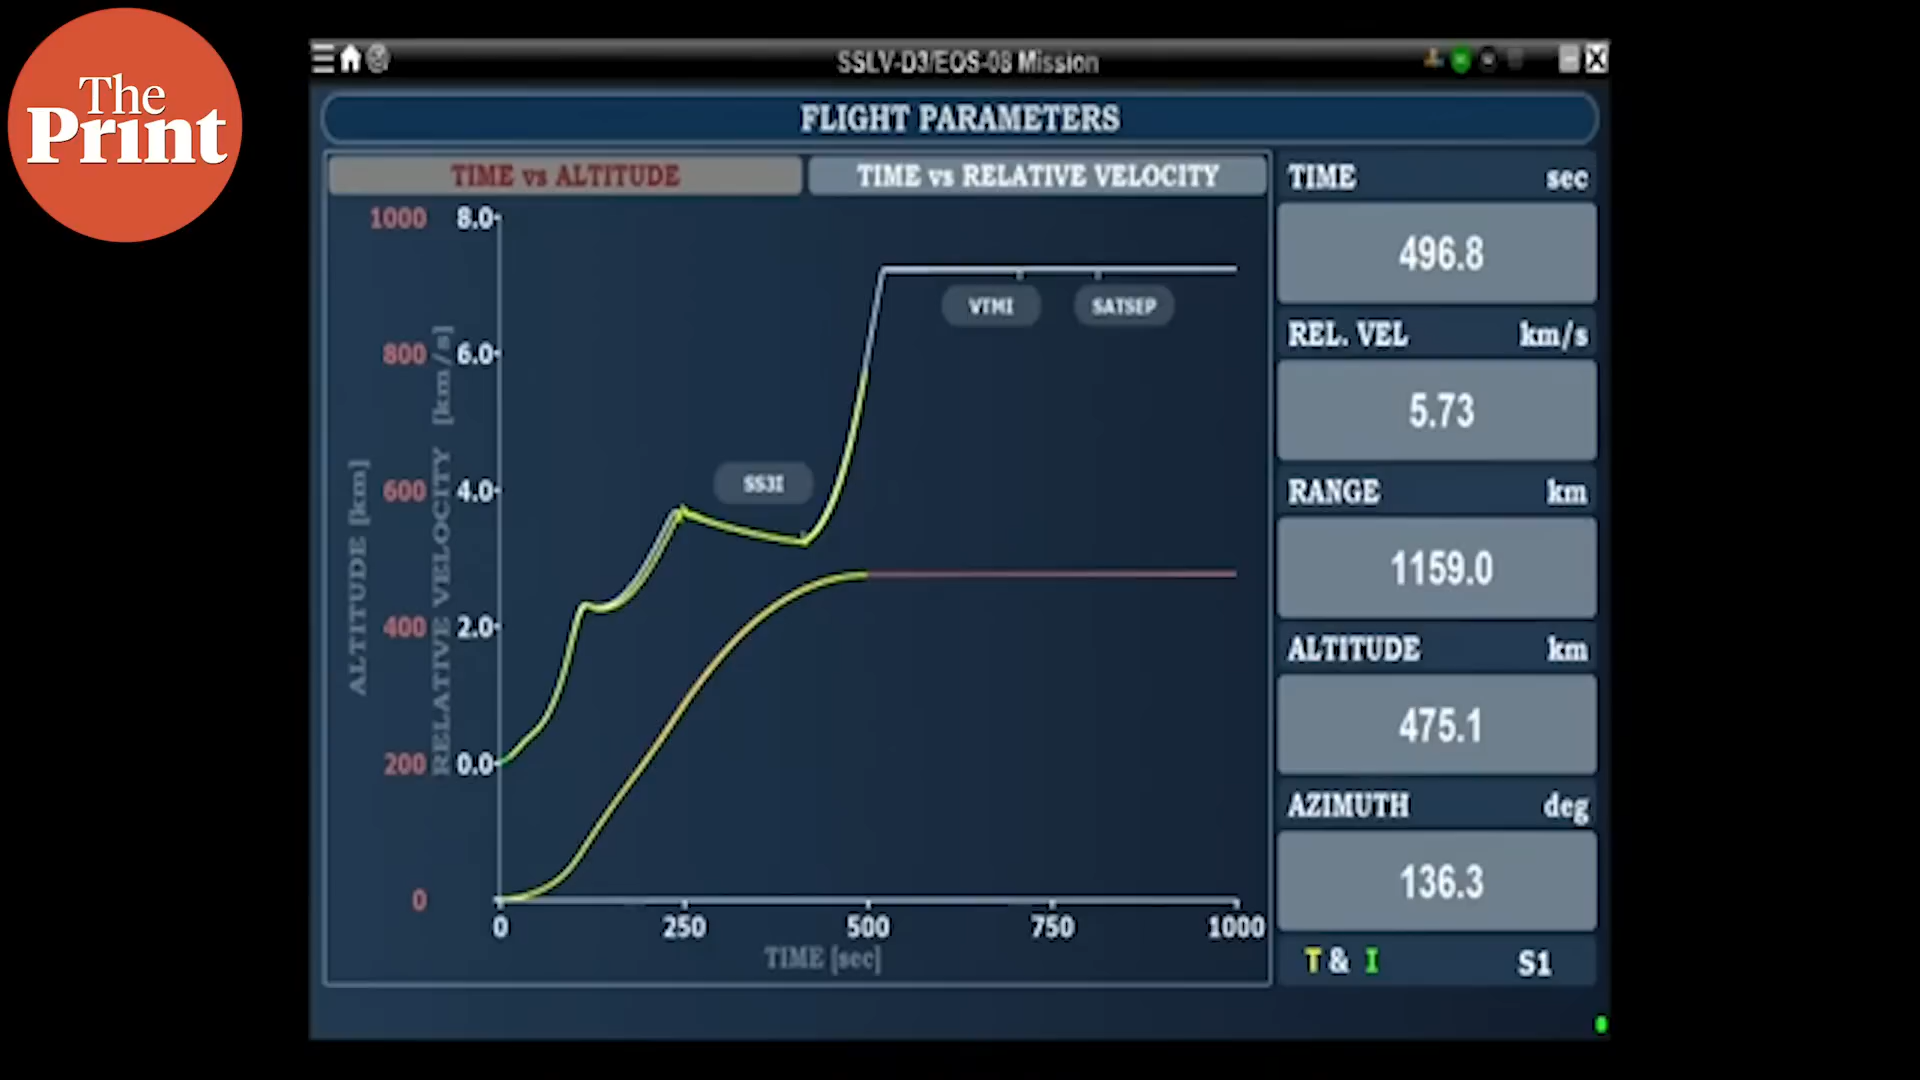 The
Print
SSLV-D3/EOS-08 Mission
FLIGHT PARAMETERS
TIME vs ALTITUDE
TIME vs RELATIVE VELOCITY
1000
800
600
400
200
0
ALTITUDE [km]
8.0
6.0
4.0
2.0
0.0
RELATIVE VELOCITY [km/s]
VTMI
SATSEP
SS3I
0
250
500
750
1000
TIME [sec]
TIME sec
496.8
REL. VEL km/s
5.73
RANGE km
1159.0
ALTITUDE km
475.1
AZIMUTH deg
136.3
T & I S1